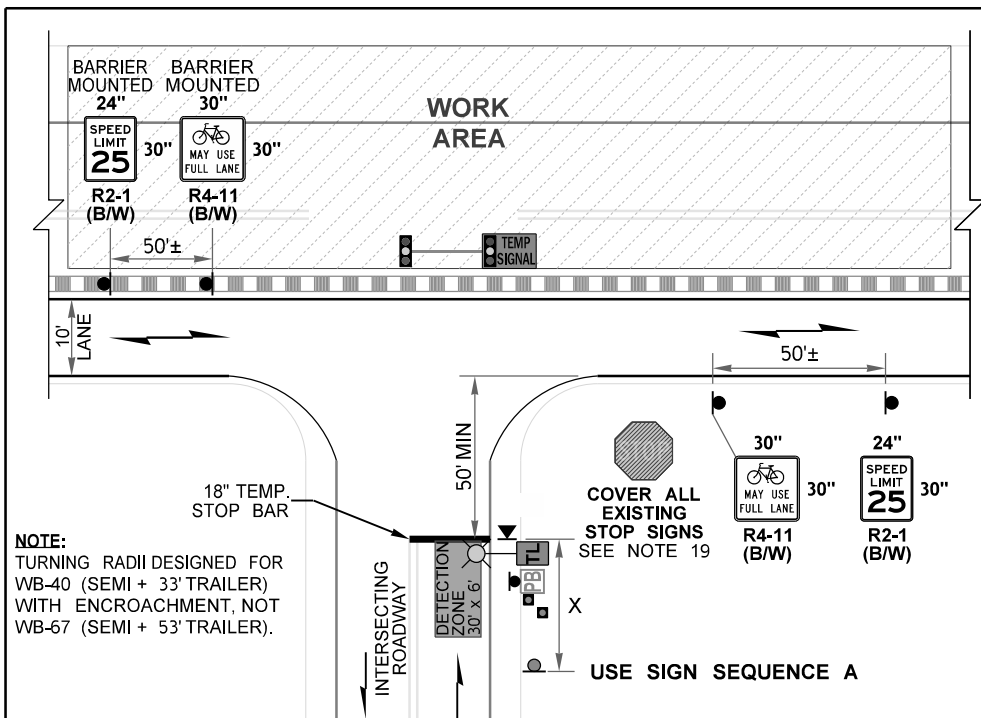 BARRIER
MOUNTED
24"
SPEED
LIMIT
25
30"
R2-1
(B/W)
BARRIER
MOUNTED
30"
MAY USE
FULL LANE
30"
R4-11
(B/W)
WORK
AREA
50'±
TEMP
SIGNAL
10'
LANE
50'±
50' MIN
STOP
COVER ALL
EXISTING
STOP SIGNS
SEE NOTE 19
30"
MAY USE
FULL LANE
30"
R4-11
(B/W)
24"
SPEED
LIMIT
25
30"
R2-1
(B/W)
18" TEMP.
STOP BAR
NOTE:
TURNING RADII DESIGNED FOR
WB-40 (SEMI + 33' TRAILER)
WITH ENCROACHMENT, NOT
WB-67 (SEMI + 53' TRAILER).
INTERSECTING
ROADWAY
DETECTION
ZONE
30' x 6'
TL
PB
X
USE SIGN SEQUENCE A